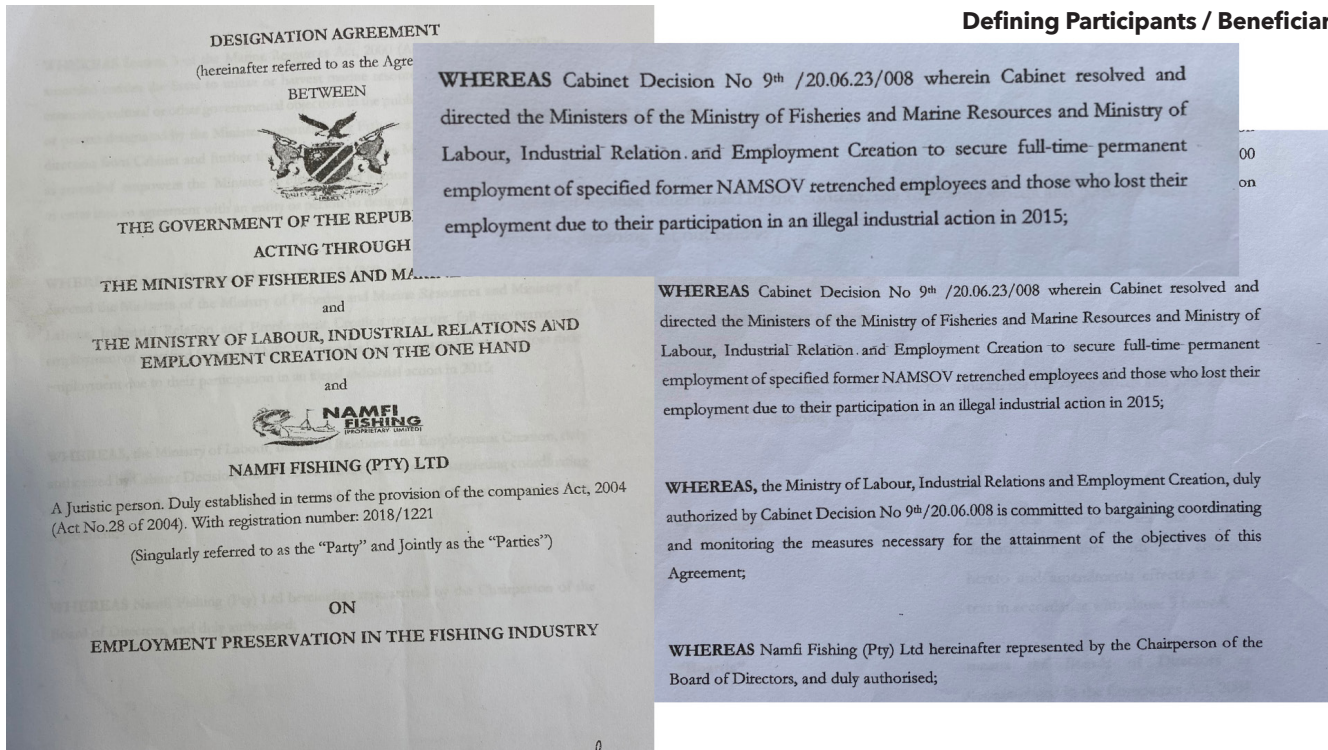 Defining Participants / Beneficiar
DESIGNATION AGREEMENT
(hereinafter referred to as the Agre
BETWEEN
THE GOVERNMENT OF THE REPUB
ACTING THROUGH
THE MINISTRY OF FISHERIES AND MA
and
THE MINISTRY OF LABOUR, INDUSTRIAL RELATIONS AND
EMPLOYMENT CREATION ON THE ONE HAND
and
NAMFI
FISHING
(PROPRIETARY LIMITED)
NAMFI FISHING (PTY) LTD
A Juristic person. Duly established in terms of the provision of the companies Act, 2004
(Act No.28 of 2004). With registration number: 2018/1221
(Singularly referred to as the “Party” and Jointly as the “Parties”)
ON
EMPLOYMENT PRESERVATION IN THE FISHING INDUSTRY
WHEREAS Cabinet Decision No 9th /20.06.23/008 wherein Cabinet resolved and
directed the Ministers of the Ministry of Fisheries and Marine Resources and Ministry of
Labour, Industrial Relation.and Employment Creation to secure full-time permanent
employment of specified former NAMSOV retrenched employees and those who lost their
employment due to their participation in an illegal industrial action in 2015;
00
on
WHEREAS Cabinet Decision No 9th /20.06.23/008 wherein Cabinet resolved and
directed the Ministers of the Ministry of Fisheries and Marine Resources and Ministry of
Labour, Industrial Relation.and Employment Creation to secure full-time permanent
employment of specified former NAMSOV retrenched employees and those who lost their
employment due to their participation in an illegal industrial action in 2015;
WHEREAS, the Ministry of Labour, Industrial Relations and Employment Creation, duly
authorized by Cabinet Decision No 9th/20.06.008 is committed to bargaining coordinating
and monitoring the measures necessary for the attainment of the objectives of this
Agreement;
WHEREAS Namfi Fishing (Pty) Ltd hereinafter represented by the Chairperson of the
Board of Directors, and duly authorised;